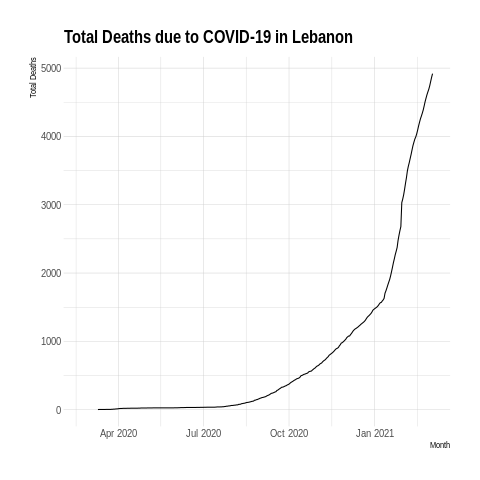 Total Deaths due to COVID-19 in Lebanon
Total Deaths
5000
4000
3000
2000
1000
0
Apr 2020 Jul 2020 Oct 2020 Jan 2021
Month